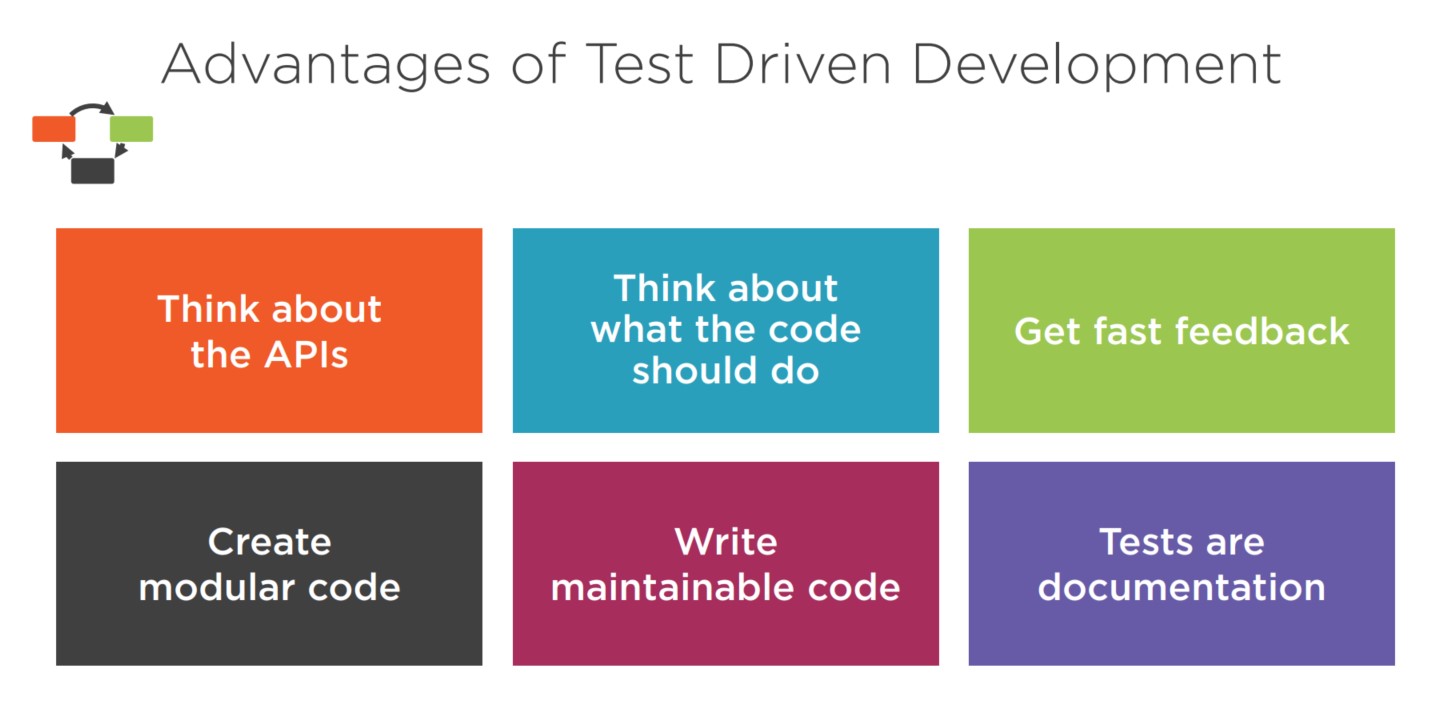 Advantages of Test Driven Development
Think about
the APIs
Think about
what the code
should do
Get fast feedback
Create
modular code
Write
maintainable code
Tests are
documentation